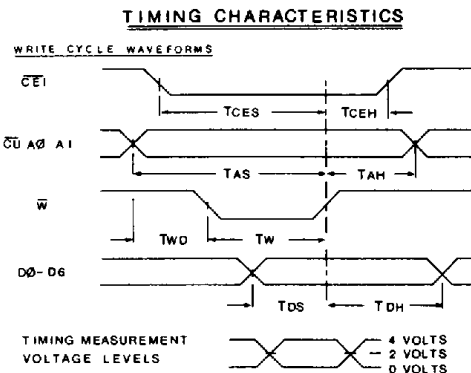 TIMING CHARACTERISTICS
WRITE CYCLE WAVEFORMS
CE1
TCES
TCEH
CU AØ A1
TAS
TAH
W
TWD
TW
DØ-D6
TDS
TDH
TIMING MEASUREMENT
VOLTAGE LEVELS
4 VOLTS
2 VOLTS
0 VOLTS